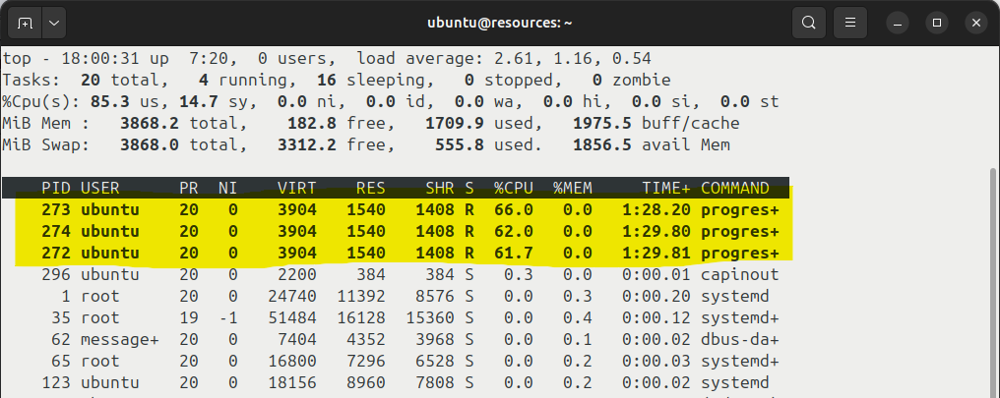 ubuntu@resources: ~
top - 18:00:31 up  7:20,  0 users,  load average: 2.61, 1.16, 0.54
Tasks:  20 total,   4 running,  16 sleeping,   0 stopped,   0 zombie
%Cpu(s): 85.3 us, 14.7 sy,  0.0 ni,  0.0 id,  0.0 wa,  0.0 hi,  0.0 si,  0.0 st
MiB Mem :   3868.2 total,    182.8 free,   1709.9 used,   1975.5 buff/cache
MiB Swap:   3868.0 total,   3312.2 free,    555.8 used.   1856.5 avail Mem
PID USER      PR  NI    VIRT    RES    SHR S  %CPU  %MEM     TIME+ COMMAND
273 ubuntu    20   0    3904   1540   1408 R  66.0   0.0   1:28.20 progres+
274 ubuntu    20   0    3904   1540   1408 R  62.0   0.0   1:29.80 progres+
272 ubuntu    20   0    3904   1540   1408 R  61.7   0.0   1:29.81 progres+
296 ubuntu    20   0    2200    384    384 S   0.3   0.0   0:00.01 capinout
1 root      20   0   24740  11392   8576 S   0.0   0.3   0:00.20 systemd
35 root      19  -1   51484  16128  15360 S   0.0   0.4   0:00.12 systemd+
62 message+  20   0    7404   4352   3968 S   0.0   0.1   0:00.02 dbus-da+
65 root      20   0   16800   7296   6528 S   0.0   0.2   0:00.03 systemd+
123 ubuntu    20   0   18156   8960   7808 S   0.0   0.2   0:00.02 systemd